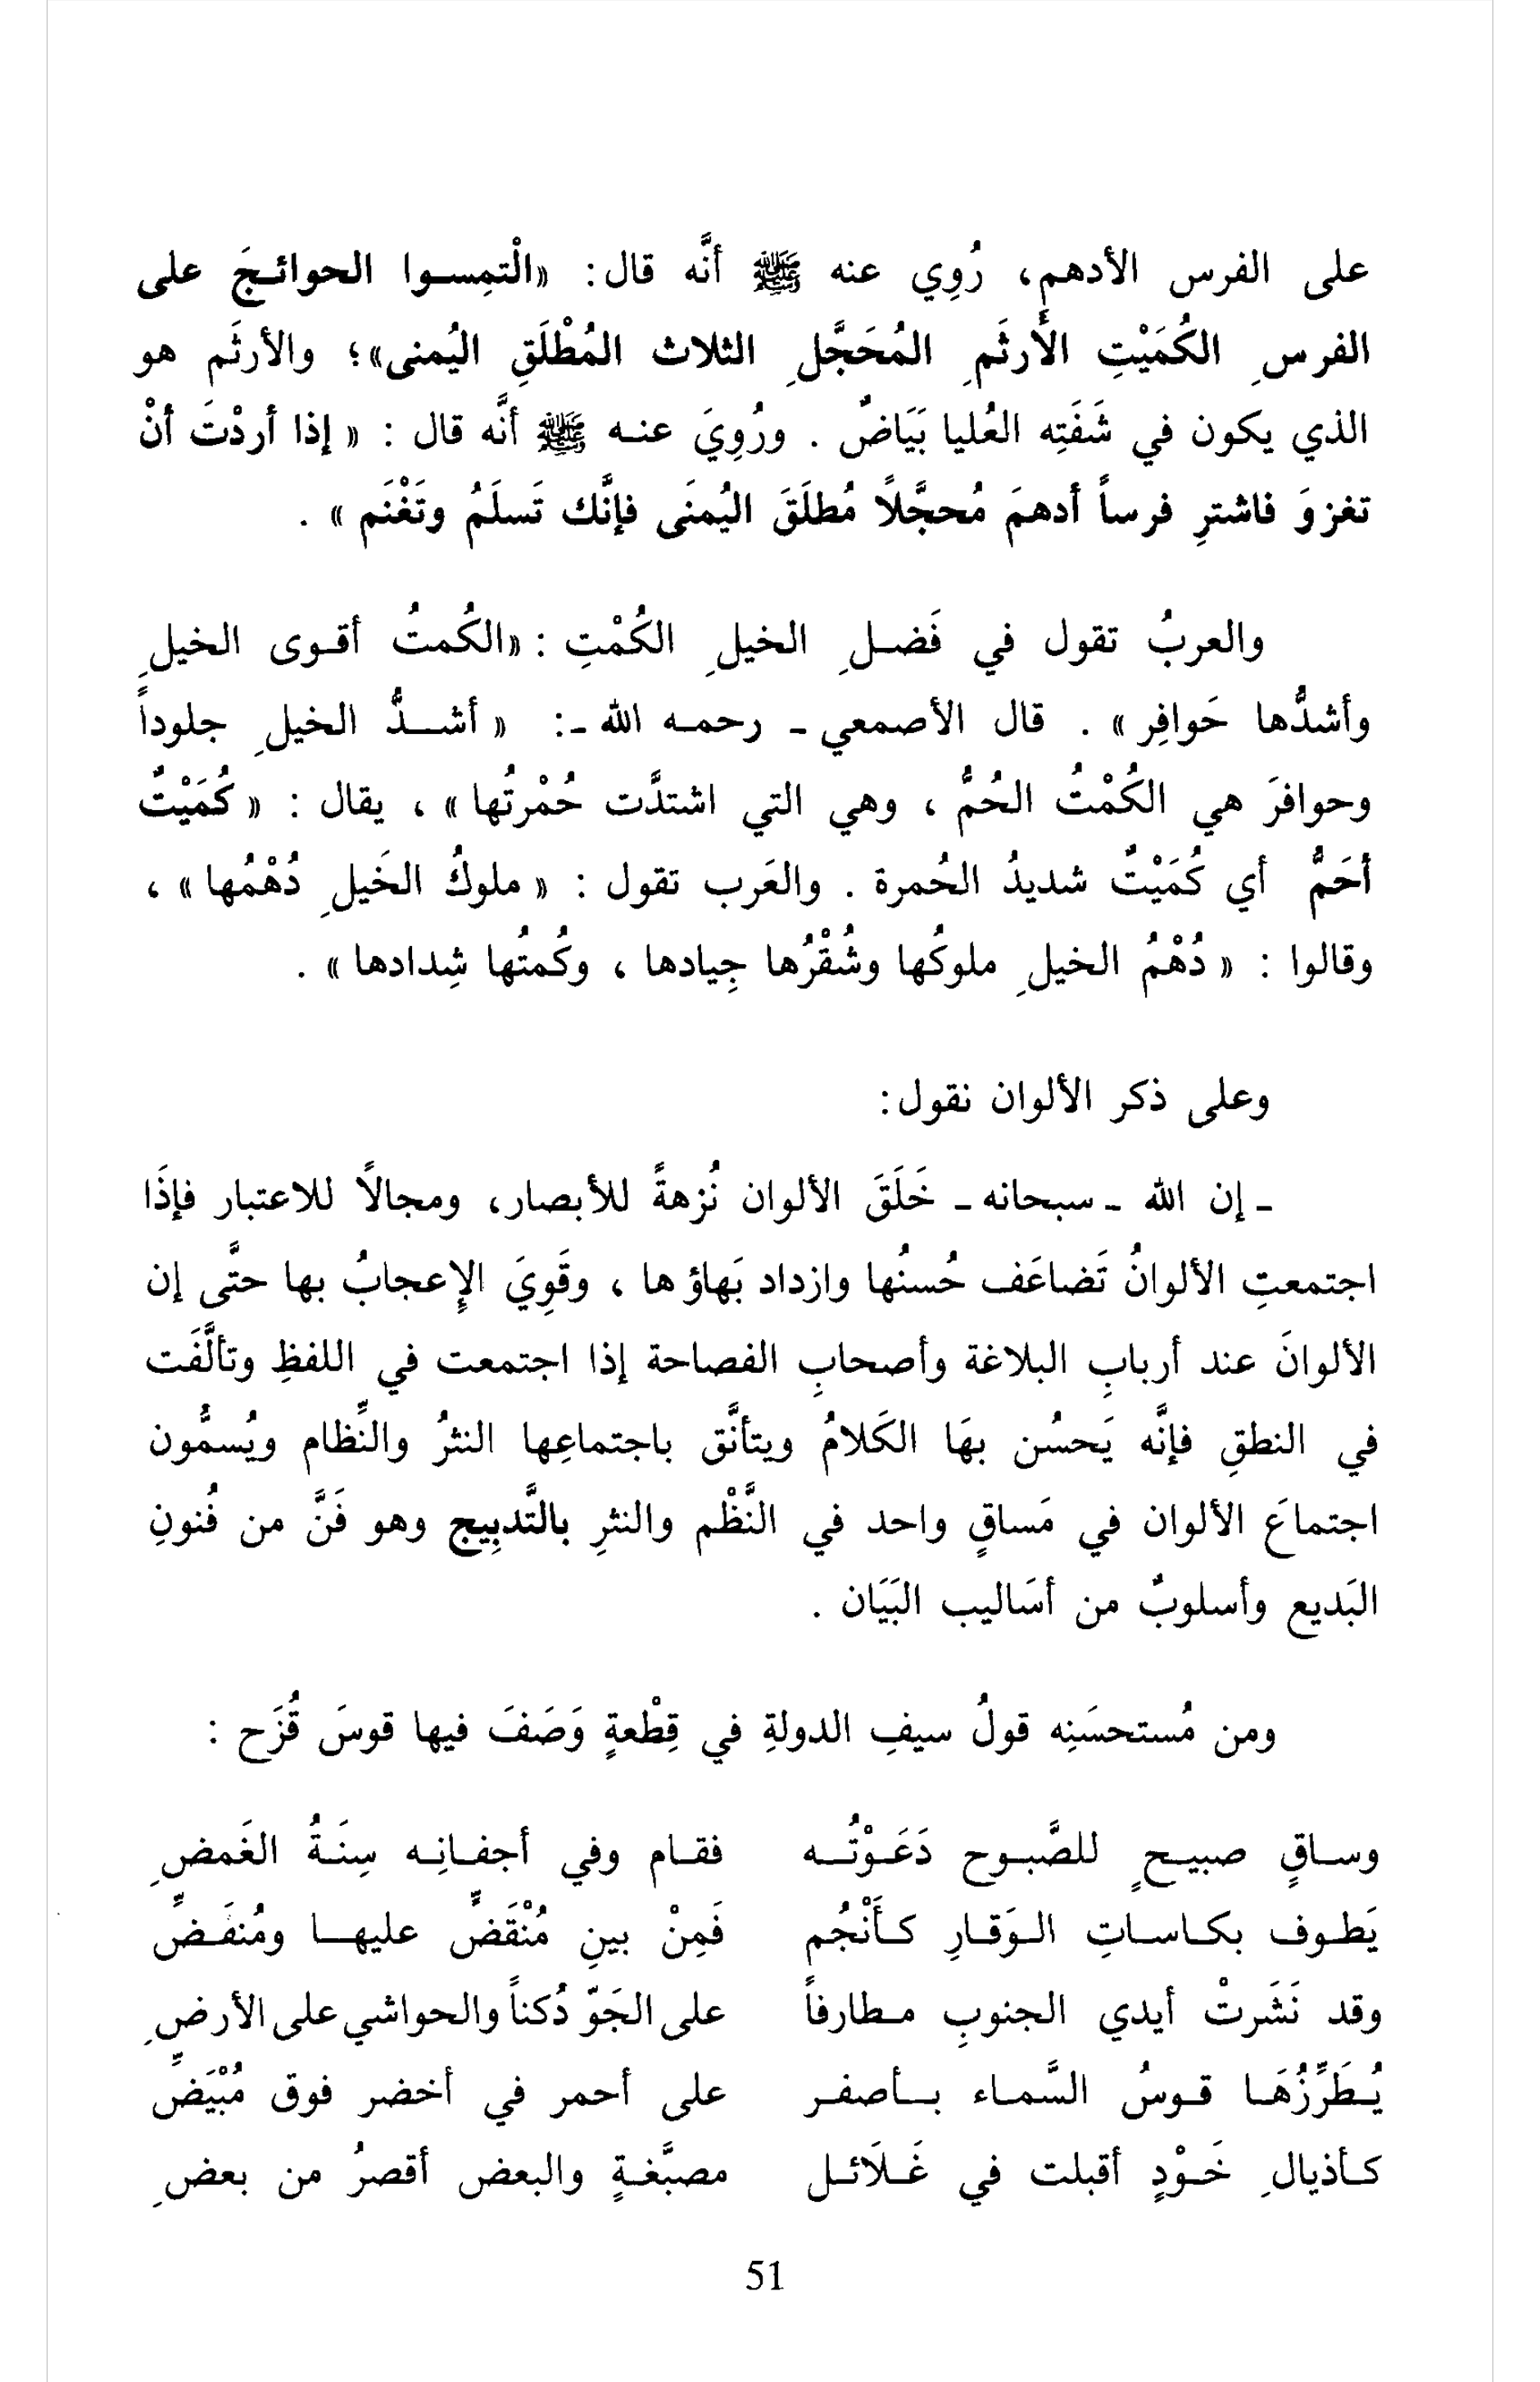 على الفرس الأدهم، رُوِي عنه ﷺ أنَّه قال: «الْتمِسوا الحوائجَ على
الفرسِ الكُمَيْتِ الأرثَمِ المُحَجَّلِ الثلاث المُطْلَقِ اليُمنى»؛ والأرثَم هو
الذي يكون في شَفَتِه العُليا بَيَاضٌ . ورُوِيَ عنه ﷺ أنَّه قال : « إذا أردْتَ أنْ
تغزوَ فاشترِ فرساً أدهمَ مُحجَّلاً مُطلَقَ اليُمنَى فإنَّك تَسلَمُ وتَغْنَم » .
والعربُ تقول في فَضلِ الخيلِ الكُمْتِ : «الكُمتُ أقوى الخيلِ
وأشدُّها حَوافِر » . قال الأصمعي - رحمه الله -: « أشدُّ الخيلِ جلوداً
وحوافرَ هي الكُمْتُ الحُمُّ ، وهي التي اشتدَّت حُمْرتُها » ، يقال : « كُمَيْتٌ
أحَمُّ أي كُمَيْتٌ شديدُ الحُمرة . والعَرب تقول : « ملوكُ الخَيلِ دُهْمُها » ،
وقالوا : « دُهْمُ الخيلِ ملوكُها وشُقْرُها جِيادها ، وكُمتُها شِدادها » .
وعلى ذكر الألوان نقول:
- إن الله - سبحانه - خَلَقَ الألوان نُزهةً للأبصار، ومجالاً للاعتبار فإذَا
اجتمعتِ الألوانُ تَضاعَف حُسنُها وازداد بَهاؤها ، وقَوِيَ الإعجابُ بها حتَّى إن
الألوانَ عند أربابِ البلاغة وأصحابِ الفصاحة إذا اجتمعت في اللفظِ وتألَّفَت
في النطقِ فإنَّه يَحسُن بهَا الكَلامُ ويتأنَّق باجتماعِها النثرُ والنِّظام ويُسمُّون
اجتماعَ الألوان في مَساقٍ واحد في النَّظْم والنثرِ بالتَّدبِيج وهو فَنَّ من فُنونِ
البَديع وأسلوبٌ من أسَاليب البَيَان .
ومن مُستحسَنِه قولُ سيفِ الدولةِ في قِطْعةٍ وَصَفَ فيها قوسَ قُزَح :
وساقٍ صبيحٍ للصَّبوح دَعَوْتُه فقام وفي أجفانِه سِنَةُ الغَمضِ
يَطوف بكاساتِ الوَقارِ كأَنْجُم فَمِنْ بينِ مُنْقَضٍّ عليها ومُنفَضِّ
وقد نَشَرتْ أيدي الجنوبِ مطارفاً على الجَوّ دُكناً والحواشي على الأرضِ
يُطَرِّزُهَا قوسُ السَّماء بأصفر على أحمر في أخضر فوق مُبْيَضِّ
كأذيالِ خَوْدٍ أقبلت في غَلاَئل مصبَّغةٍ والبعض أقصرُ من بعضِ
51